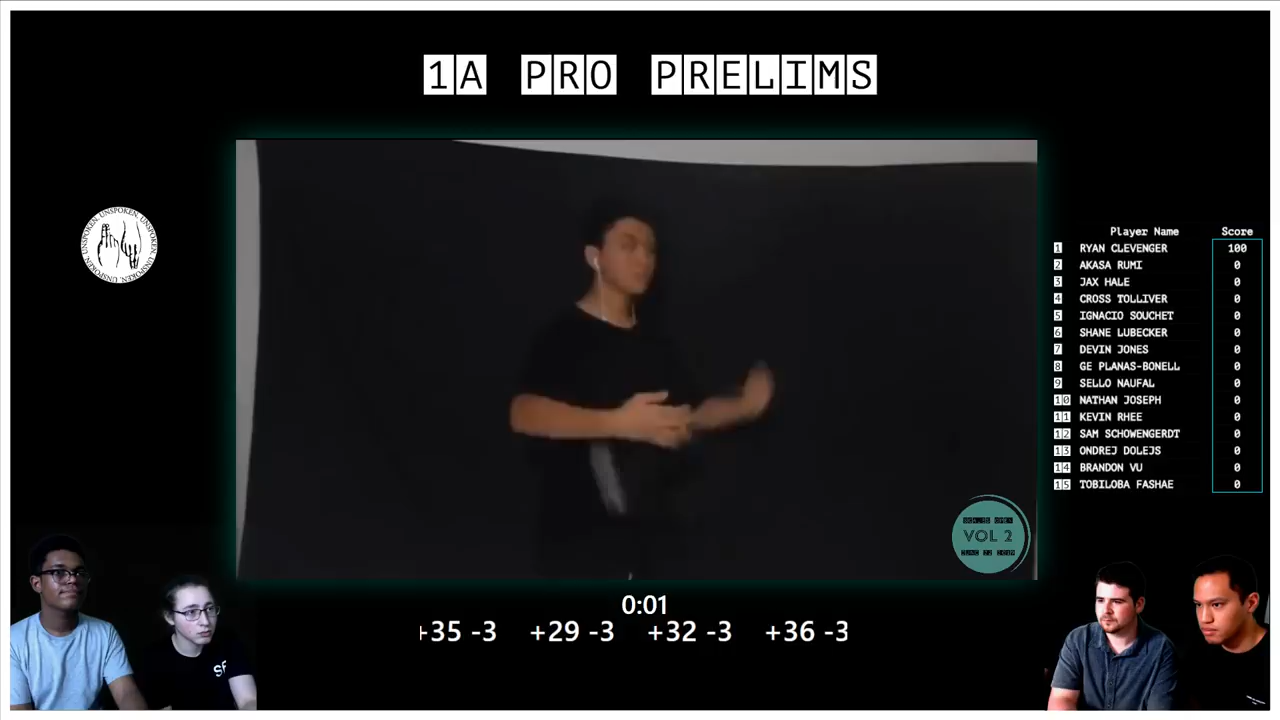 1A PRO PRELIMS
UNSPOKEN. UNSPOKEN. UNSPOKEN. UNSPOKEN.
Player Name Score
1 RYAN CLEVENGER 100
2 AKASA RUMI 0
3 JAX HALE 0
4 CROSS TOLLIVER 0
5 IGNACIO SOUCHET 0
6 SHANE LUBECKER 0
7 DEVIN JONES 0
8 GE PLANAS-BONELL 0
9 SELLO NAUFAL 0
10 NATHAN JOSEPH 0
11 KEVIN RHEE 0
12 SAM SCHOWENGERDT 0
13 ONDREJ DOLEJS 0
14 BRANDON VU 0
15 TOBILOBA FASHAE 0
VOL 2
0:01
+35 -3 +29 -3 +32 -3 +36 -3